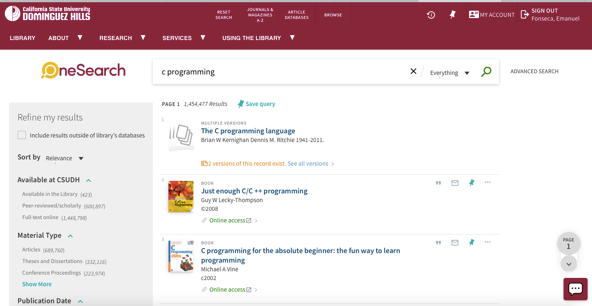 California State University
DOMINGUEZ HILLS
RESET
SEARCH
JOURNALS &
MAGAZINES
A-Z
ARTICLE
DATABASES
BROWSE
MY ACCOUNT
SIGN OUT
Fonseca, Emanuel
LIBRARY ABOUT RESEARCH SERVICES USING THE LIBRARY
OneSearch
c programming
Everything
ADVANCED SEARCH
Refine my results
Include results outside of library's databases
Sort by Relevance
Available at CSUDH
Available in the Library (423)
Peer-reviewed/scholarly (600,897)
Full-text online (1,448,798)
Material Type
Articles (689,760)
Theses and Dissertations (332,116)
Conference Proceedings (223,974)
Show More
Publication Date
PAGE 1 1,454,477 Results Save query
1
MULTIPLE VERSIONS
The C programming language
Brian W Kernighan Dennis M. Ritchie 1941-2011.
2 versions of this record exist. See all versions
2
BOOK
Just enough C/C ++ programming
Guy W Lecky-Thompson
©2008
Online access
3
BOOK
C programming for the absolute beginner: the fun way to learn
programming
Michael A Vine
c2002
Online access
PAGE
1